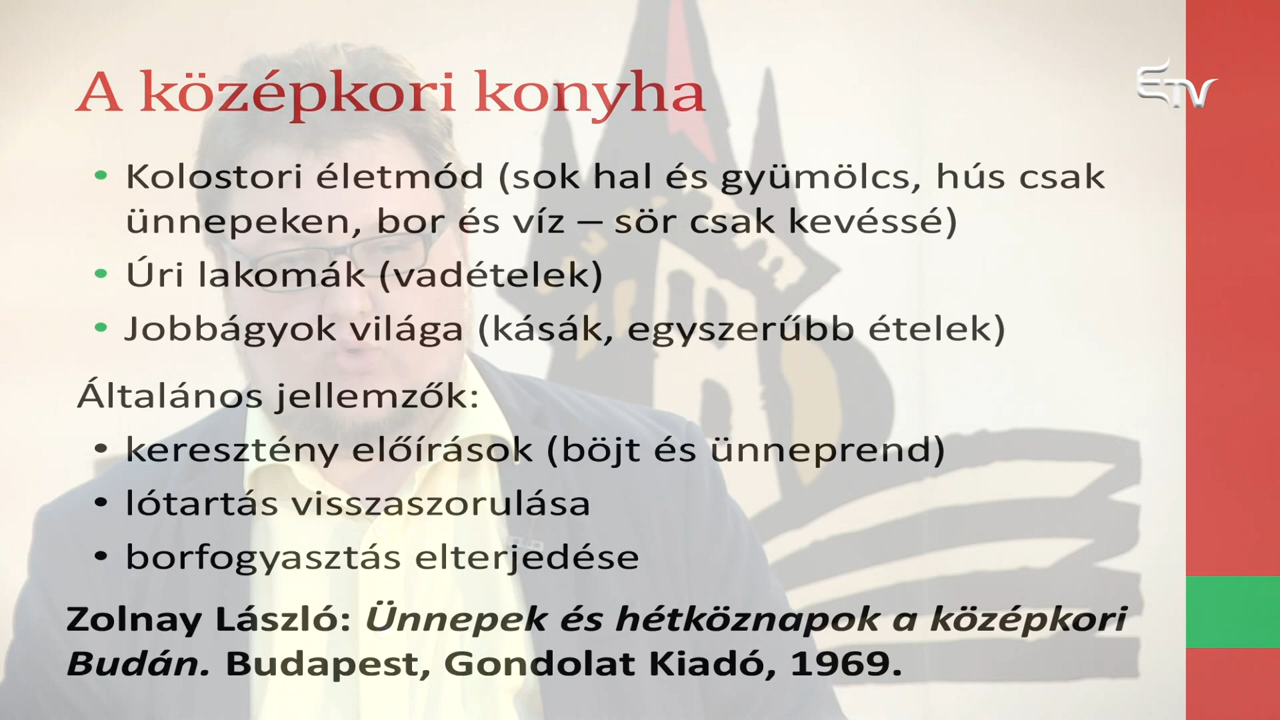 A középkori konyha
ETV
• Kolostori életmód (sok hal és gyümölcs, hús csak
ünnepeken, bor és víz – sör csak kevéssé)
• Úri lakomák (vadételek)
• Jobbágyok világa (kásák, egyszerűbb ételek)
Általános jellemzők:
• keresztény előírások (böjt és ünneprend)
• lótartás visszaszorulása
• borfogyasztás elterjedése
Zolnay László: Ünnepek és hétköznapok a középkori
Budán. Budapest, Gondolat Kiadó, 1969.